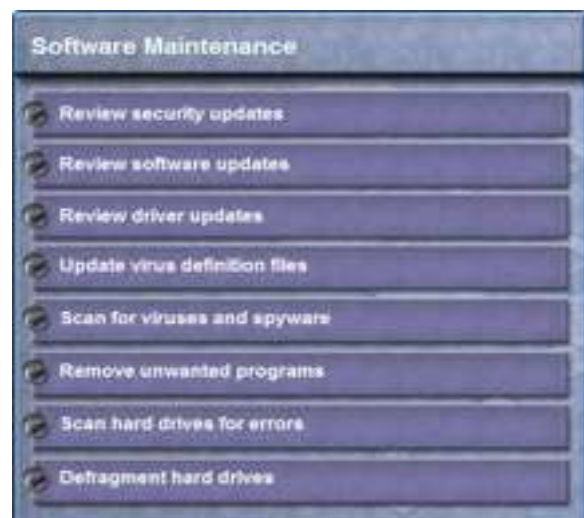 Software Maintenance
Review security updates
Review software updates
Review driver updates
Update virus definition files
Scan for viruses and spyware
Remove unwanted programs
Scan hard drives for errors
Defragment hard drives